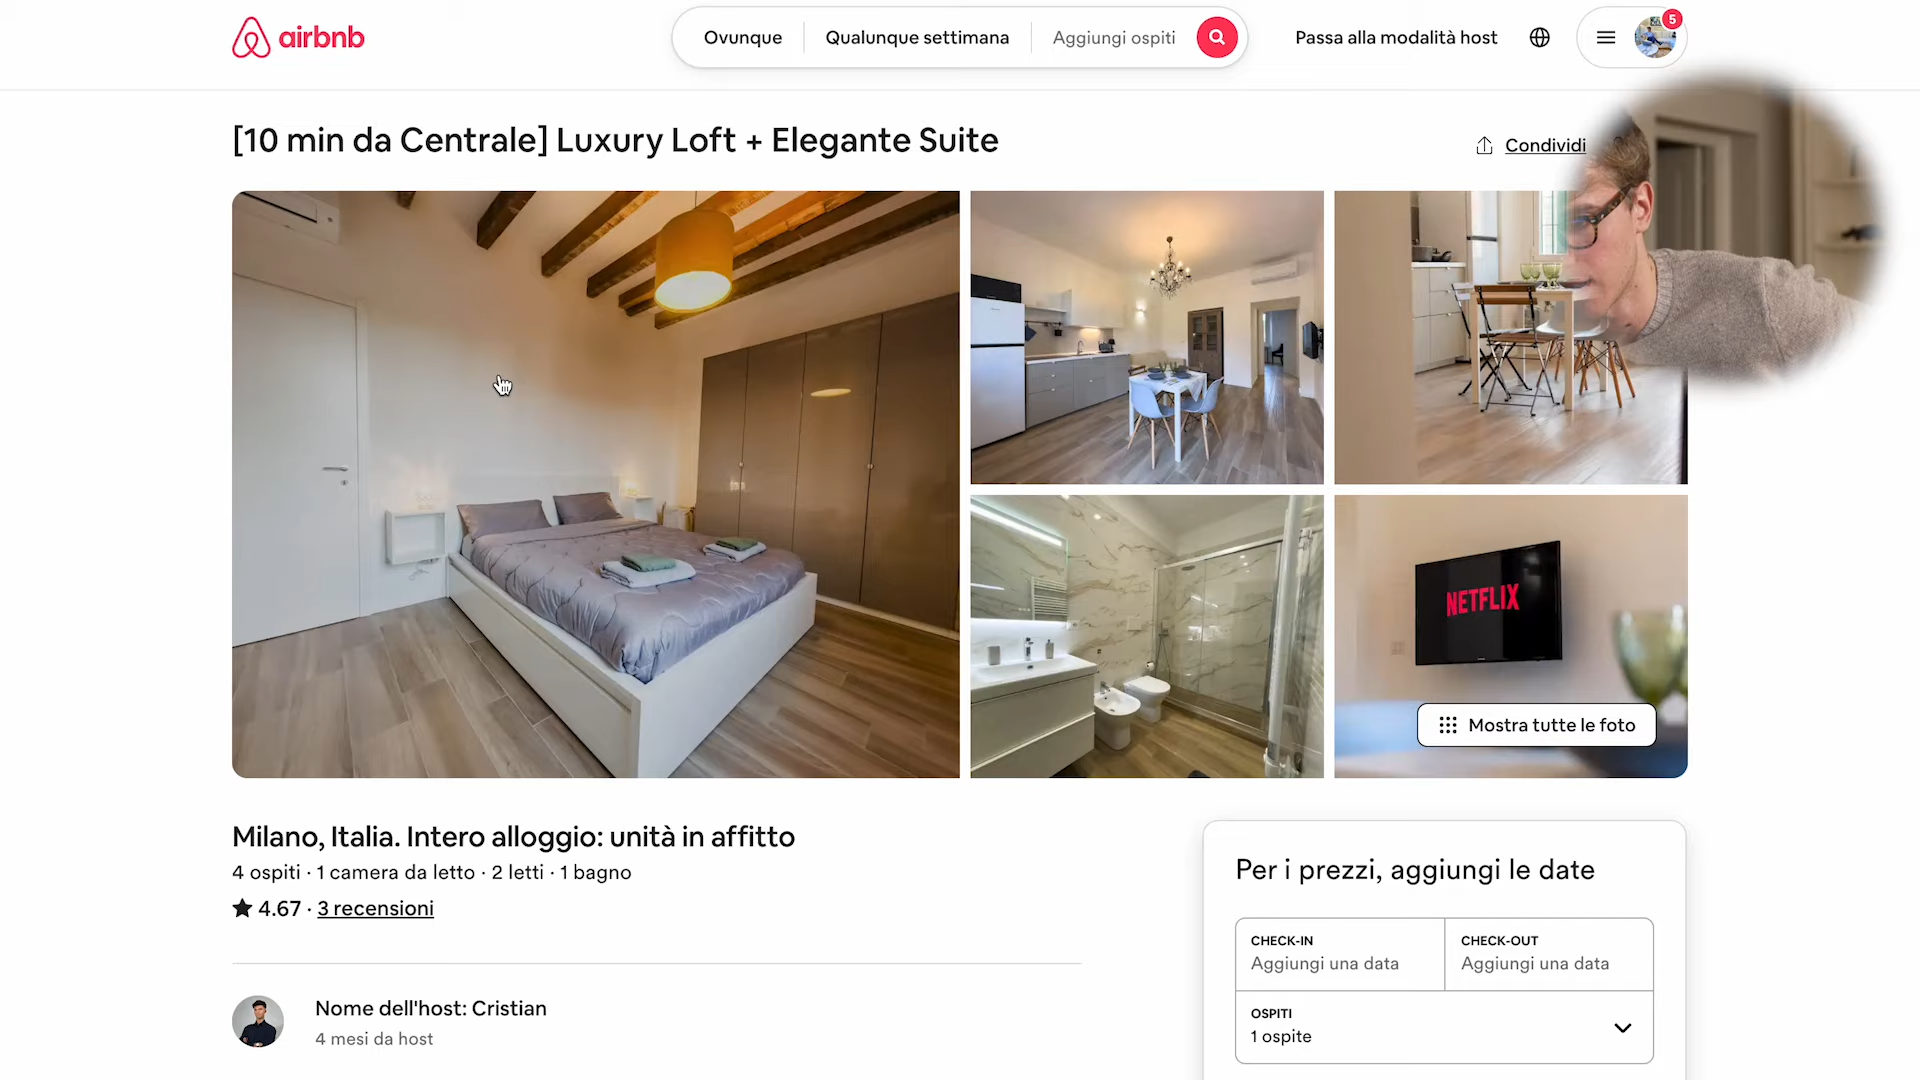 airbnb
Ovunque
Qualunque settimana
Aggiungi ospiti
Passa alla modalità host
5
[10 min da Centrale] Luxury Loft + Elegante Suite
Condividi
NETFLIX
Mostra tutte le foto
Milano, Italia. Intero alloggio: unità in affitto
4 ospiti · 1 camera da letto · 2 letti · 1 bagno
4.67 · 3 recensioni
Nome dell'host: Cristian
4 mesi da host
Per i prezzi, aggiungi le date
CHECK-IN
Aggiungi una data
CHECK-OUT
Aggiungi una data
OSPITI
1 ospite